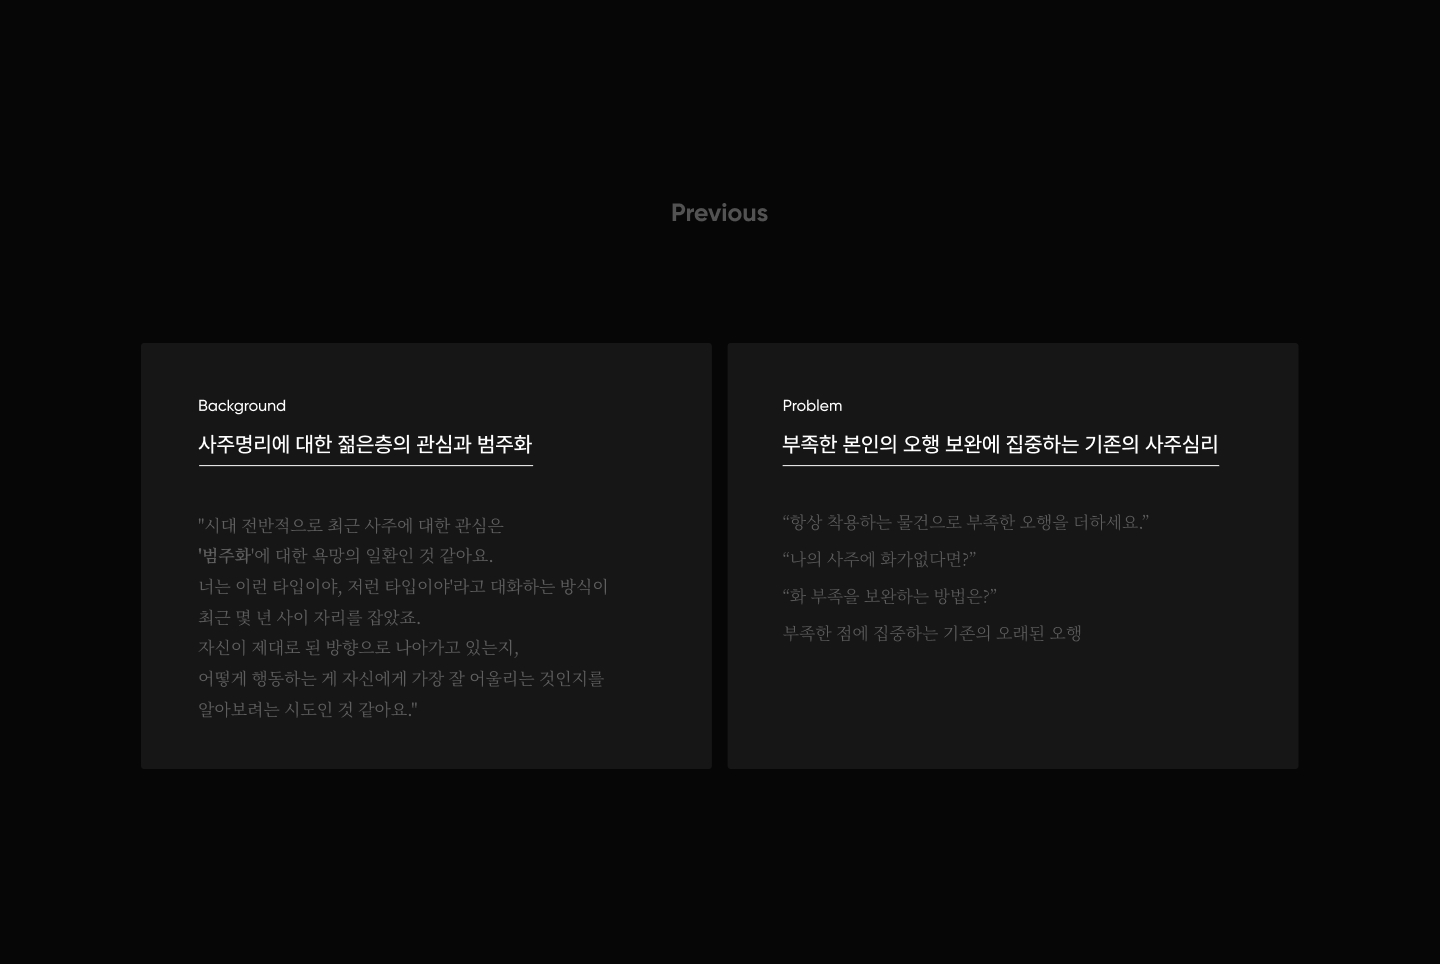 Previous
Background
사주명리에 대한 젊은층의 관심과 범주화
"시대 전반적으로 최근 사주에 대한 관심은
'범주화'에 대한 욕망의 일환인 것 같아요.
너는 이런 타입이야, 저런 타입이야'라고 대화하는 방식이
최근 몇 년 사이 자리를 잡았죠.
자신이 제대로 된 방향으로 나아가고 있는지,
어떻게 행동하는 게 자신에게 가장 잘 어울리는 것인지를
알아보려는 시도인 것 같아요."
Problem
부족한 본인의 오행 보완에 집중하는 기존의 사주심리
“항상 착용하는 물건으로 부족한 오행을 더하세요.”
“나의 사주에 화가없다면?”
“화 부족을 보완하는 방법은?”
부족한 점에 집중하는 기존의 오래된 오행